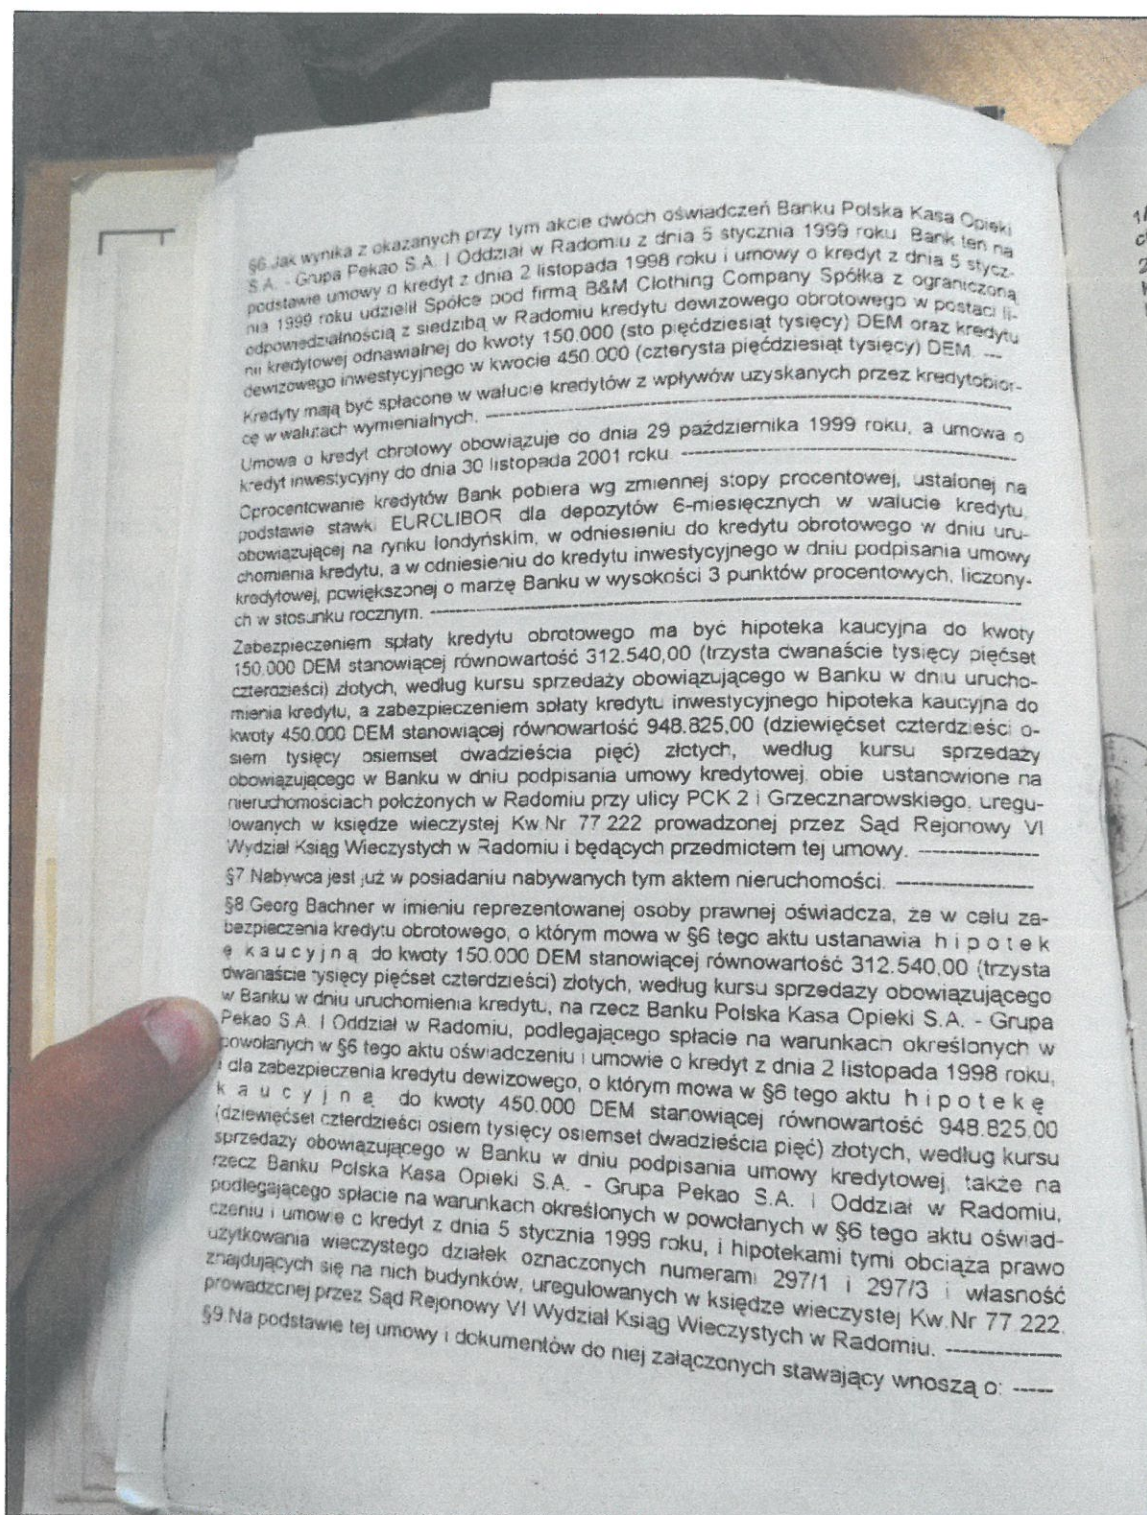 §6 Jak wynika z okazanych przy tym akcie dwóch oświadczeń Banku Polska Kasa Opieki
S.A. - Grupa Pekao S.A. I Oddział w Radomiu z dnia 5 stycznia 1999 roku Bank ten na
podstawie umowy o kredyt z dnia 2 listopada 1998 roku i umowy o kredyt z dnia 5 stycz-
nia 1999 roku udzielił Spółce pod firmą B&M Clothing Company Spółka z ograniczoną
odpowiedzialnością z siedzibą w Radomiu kredytu dewizowego obrotowego w postaci li-
nii kredytowej odnawialnej do kwoty 150.000 (sto pięćdziesiąt tysięcy) DEM oraz kredytu
dewizowego inwestycyjnego w kwocie 450.000 (czterysta pięćdziesiąt tysięcy) DEM. ---
Kredyty mają być spłacone w walucie kredytów z wpływów uzyskanych przez kredytobior-
cę w walutach wymienialnych. ---
Umowa o kredyt obrotowy obowiązuje do dnia 29 października 1999 roku, a umowa o
kredyt inwestycyjny do dnia 30 listopada 2001 roku. ---
Oprocentowanie kredytów Bank pobiera wg zmiennej stopy procentowej, ustalonej na
podstawie stawki EUROLIBOR dla depozytów 6-miesięcznych w walucie kredytu,
obowiązującej na rynku londyńskim, w odniesieniu do kredytu obrotowego w dniu uru-
chomienia kredytu, a w odniesieniu do kredytu inwestycyjnego w dniu podpisania umowy
kredytowej, powiększonej o marżę Banku w wysokości 3 punktów procentowych, liczony-
ch w stosunku rocznym. ---
Zabezpieczeniem spłaty kredytu obrotowego ma być hipoteka kaucyjna do kwoty
150.000 DEM stanowiącej równowartość 312.540,00 (trzysta dwanaście tysięcy pięćset
czterdzieści) złotych, według kursu sprzedaży obowiązującego w Banku w dniu urucho-
mienia kredytu, a zabezpieczeniem spłaty kredytu inwestycyjnego hipoteka kaucyjna do
kwoty 450.000 DEM stanowiącej równowartość 948.825,00 (dziewięćset czterdzieści o-
siem tysięcy osiemset dwadzieścia pięć) złotych, według kursu sprzedaży
obowiązującego w Banku w dniu podpisania umowy kredytowej, obie ustanowione na
nieruchomościach położonych w Radomiu przy ulicy PCK 2 i Grzecznarowskiego, uregu-
lowanych w księdze wieczystej Kw.Nr 77.222 prowadzonej przez Sąd Rejonowy VI
Wydział Ksiąg Wieczystych w Radomiu i będących przedmiotem tej umowy. ---
§7 Nabywca jest już w posiadaniu nabywanych tym aktem nieruchomości. ---
§8.Georg Bachner w imieniu reprezentowanej osoby prawnej oświadcza, że w celu za-
bezpieczenia kredytu obrotowego, o którym mowa w §6 tego aktu ustanawia h i p o t e k
ę k a u c y j n ą do kwoty 150.000 DEM stanowiącej równowartość 312.540,00 (trzysta
dwanaście tysięcy pięćset czterdzieści) złotych, według kursu sprzedaży obowiązującego
w Banku w dniu uruchomienia kredytu, na rzecz Banku Polska Kasa Opieki S.A. - Grupa
Pekao S.A. I Oddział w Radomiu, podlegającego spłacie na warunkach określonych w
powołanych w §6 tego aktu oświadczeniu i umowie o kredyt z dnia 2 listopada 1998 roku,
i dla zabezpieczenia kredytu dewizowego, o którym mowa w §6 tego aktu h i p o t e k ę
k a u c y j n ą do kwoty 450.000 DEM stanowiącej równowartość 948.825,00
(dziewięćset czterdzieści osiem tysięcy osiemset dwadzieścia pięć) złotych, według kursu
sprzedaży obowiązującego w Banku w dniu podpisania umowy kredytowej, także na
rzecz Banku Polska Kasa Opieki S.A. - Grupa Pekao S.A. I Oddział w Radomiu,
podlegającego spłacie na warunkach określonych w powołanych w §6 tego aktu oświad-
czeniu i umowie o kredyt z dnia 5 stycznia 1999 roku, i hipotekami tymi obciąża prawo
użytkowania wieczystego działek oznaczonych numerami 297/1 i 297/3 i własność
znajdujących się na nich budynków, uregulowanych w księdze wieczystej Kw.Nr 77.222,
prowadzonej przez Sąd Rejonowy VI Wydział Ksiąg Wieczystych w Radomiu. ---
§9.Na podstawie tej umowy i dokumentów do niej załączonych stawający wnoszą o: ---